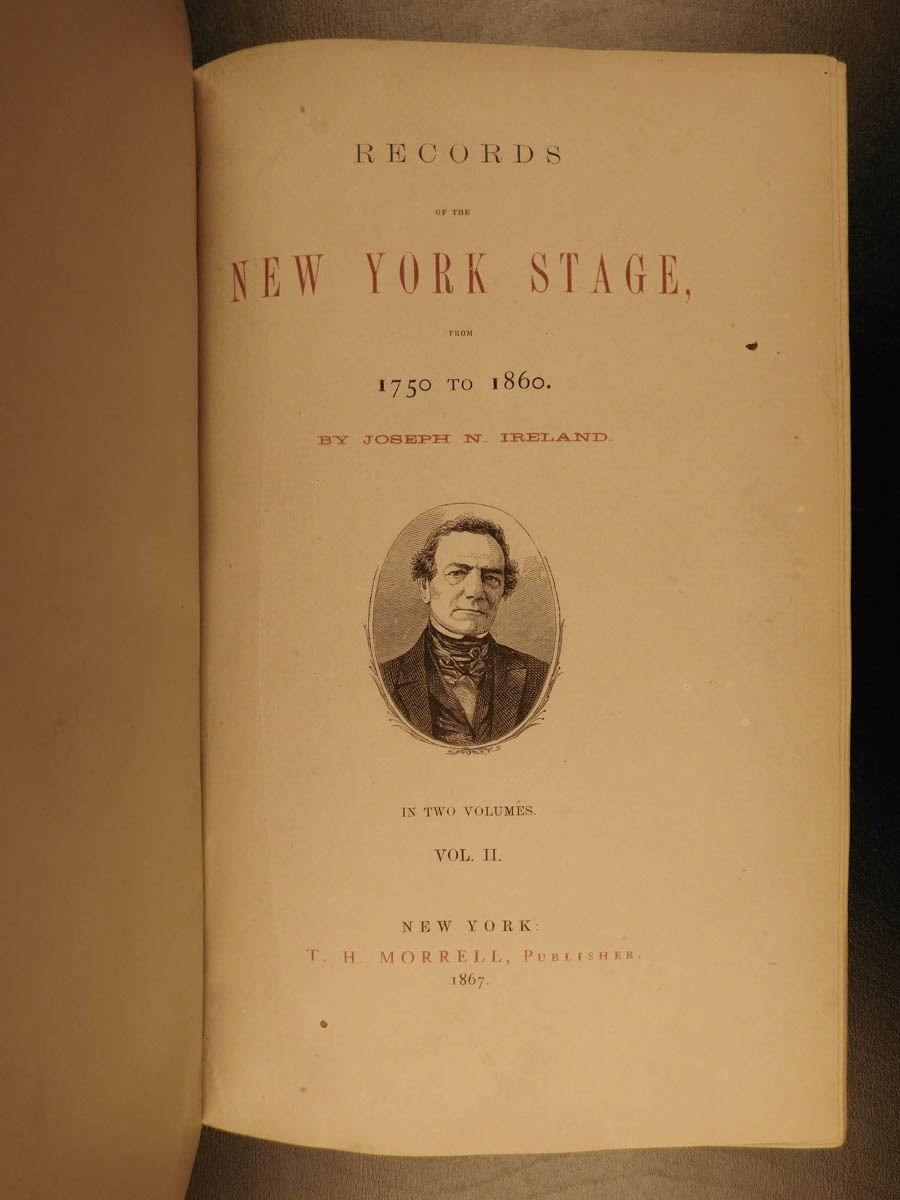 RECORDS
OF THE
NEW YORK STAGE,
FROM
1750 TO 1860.
BY JOSEPH N. IRELAND.
IN TWO VOLUMES.
VOL. II.
NEW YORK:
T. H. MORRELL, PUBLISHER.
1867.